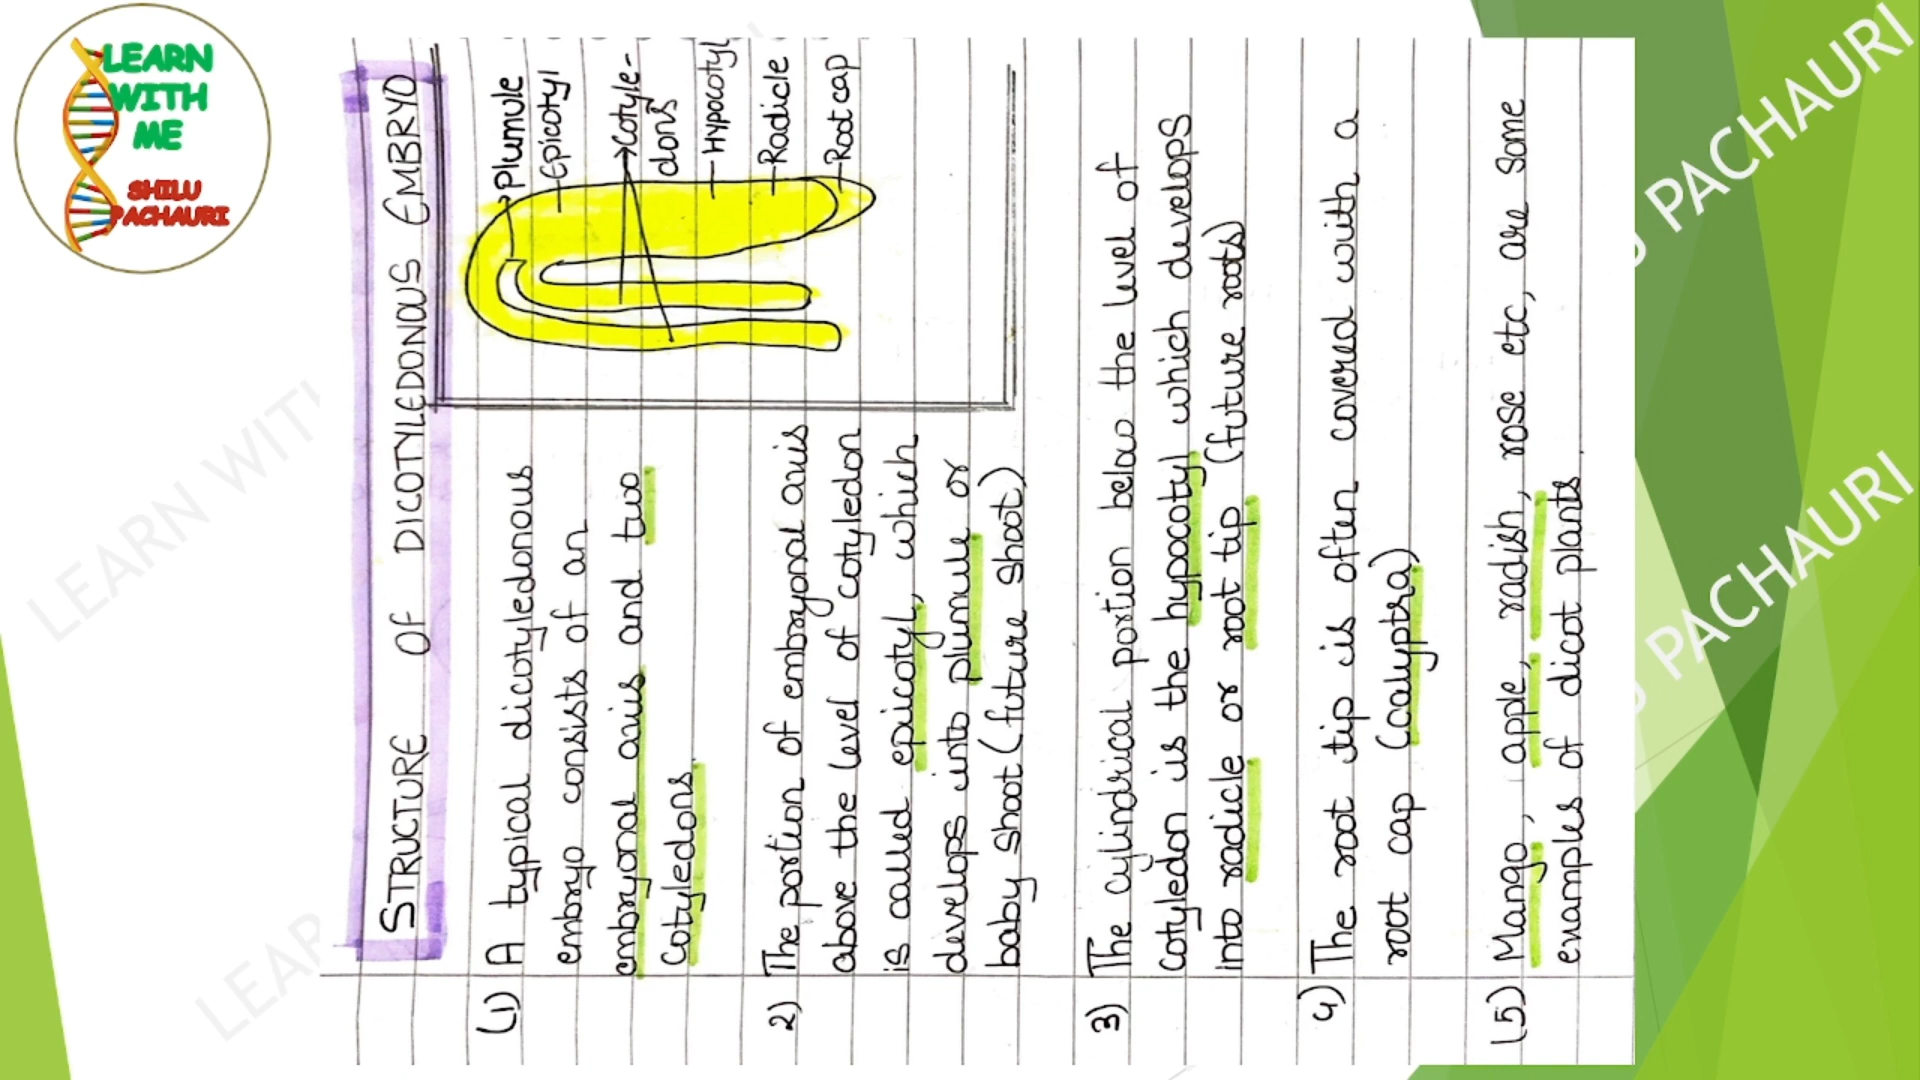 LEARN
WITH
ME
SHILU
PACHAURI
STRUCTURE OF DICOTYLEDONOUS EMBRYO
(1) A typical dicotyledonous
embryo consists of an
embryonal axis and two
Cotyledons.
Plumule
Epicotyl
Cotyle-
dons
Hypocotyl
Radicle
Root cap
2) The portion of embryonal axis
above the level of cotyledon
is called epicotyl, which
develops into plumule or
baby shoot (future shoot)
3) The cylindrical portion below the level of
Cotyledon is the hypocotyl which develops
into radicle or root tip (future roots)
4) The root tip is often covered with a
root cap (calyptra)
(5) Mango, apple, radish, rose etc, are some
examples of dicot plants.
LEARN WIT
LEAR
U PACHAURI
U PACHAURI